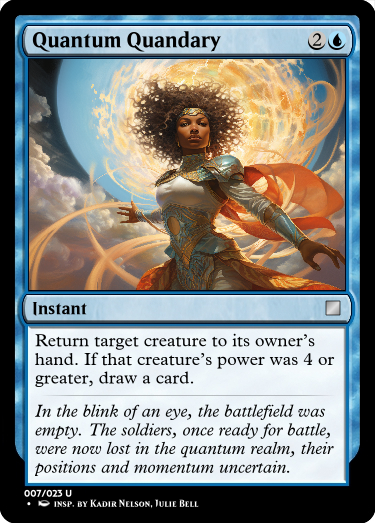 Quantum Quandary 2
Instant
Return target creature to its owner's
hand. If that creature's power was 4 or
greater, draw a card.
In the blink of an eye, the battlefield was
empty. The soldiers, once ready for battle,
were now lost in the quantum realm, their
positions and momentum uncertain.
007/023 U
• insp. by Kadir Nelson, Julie Bell